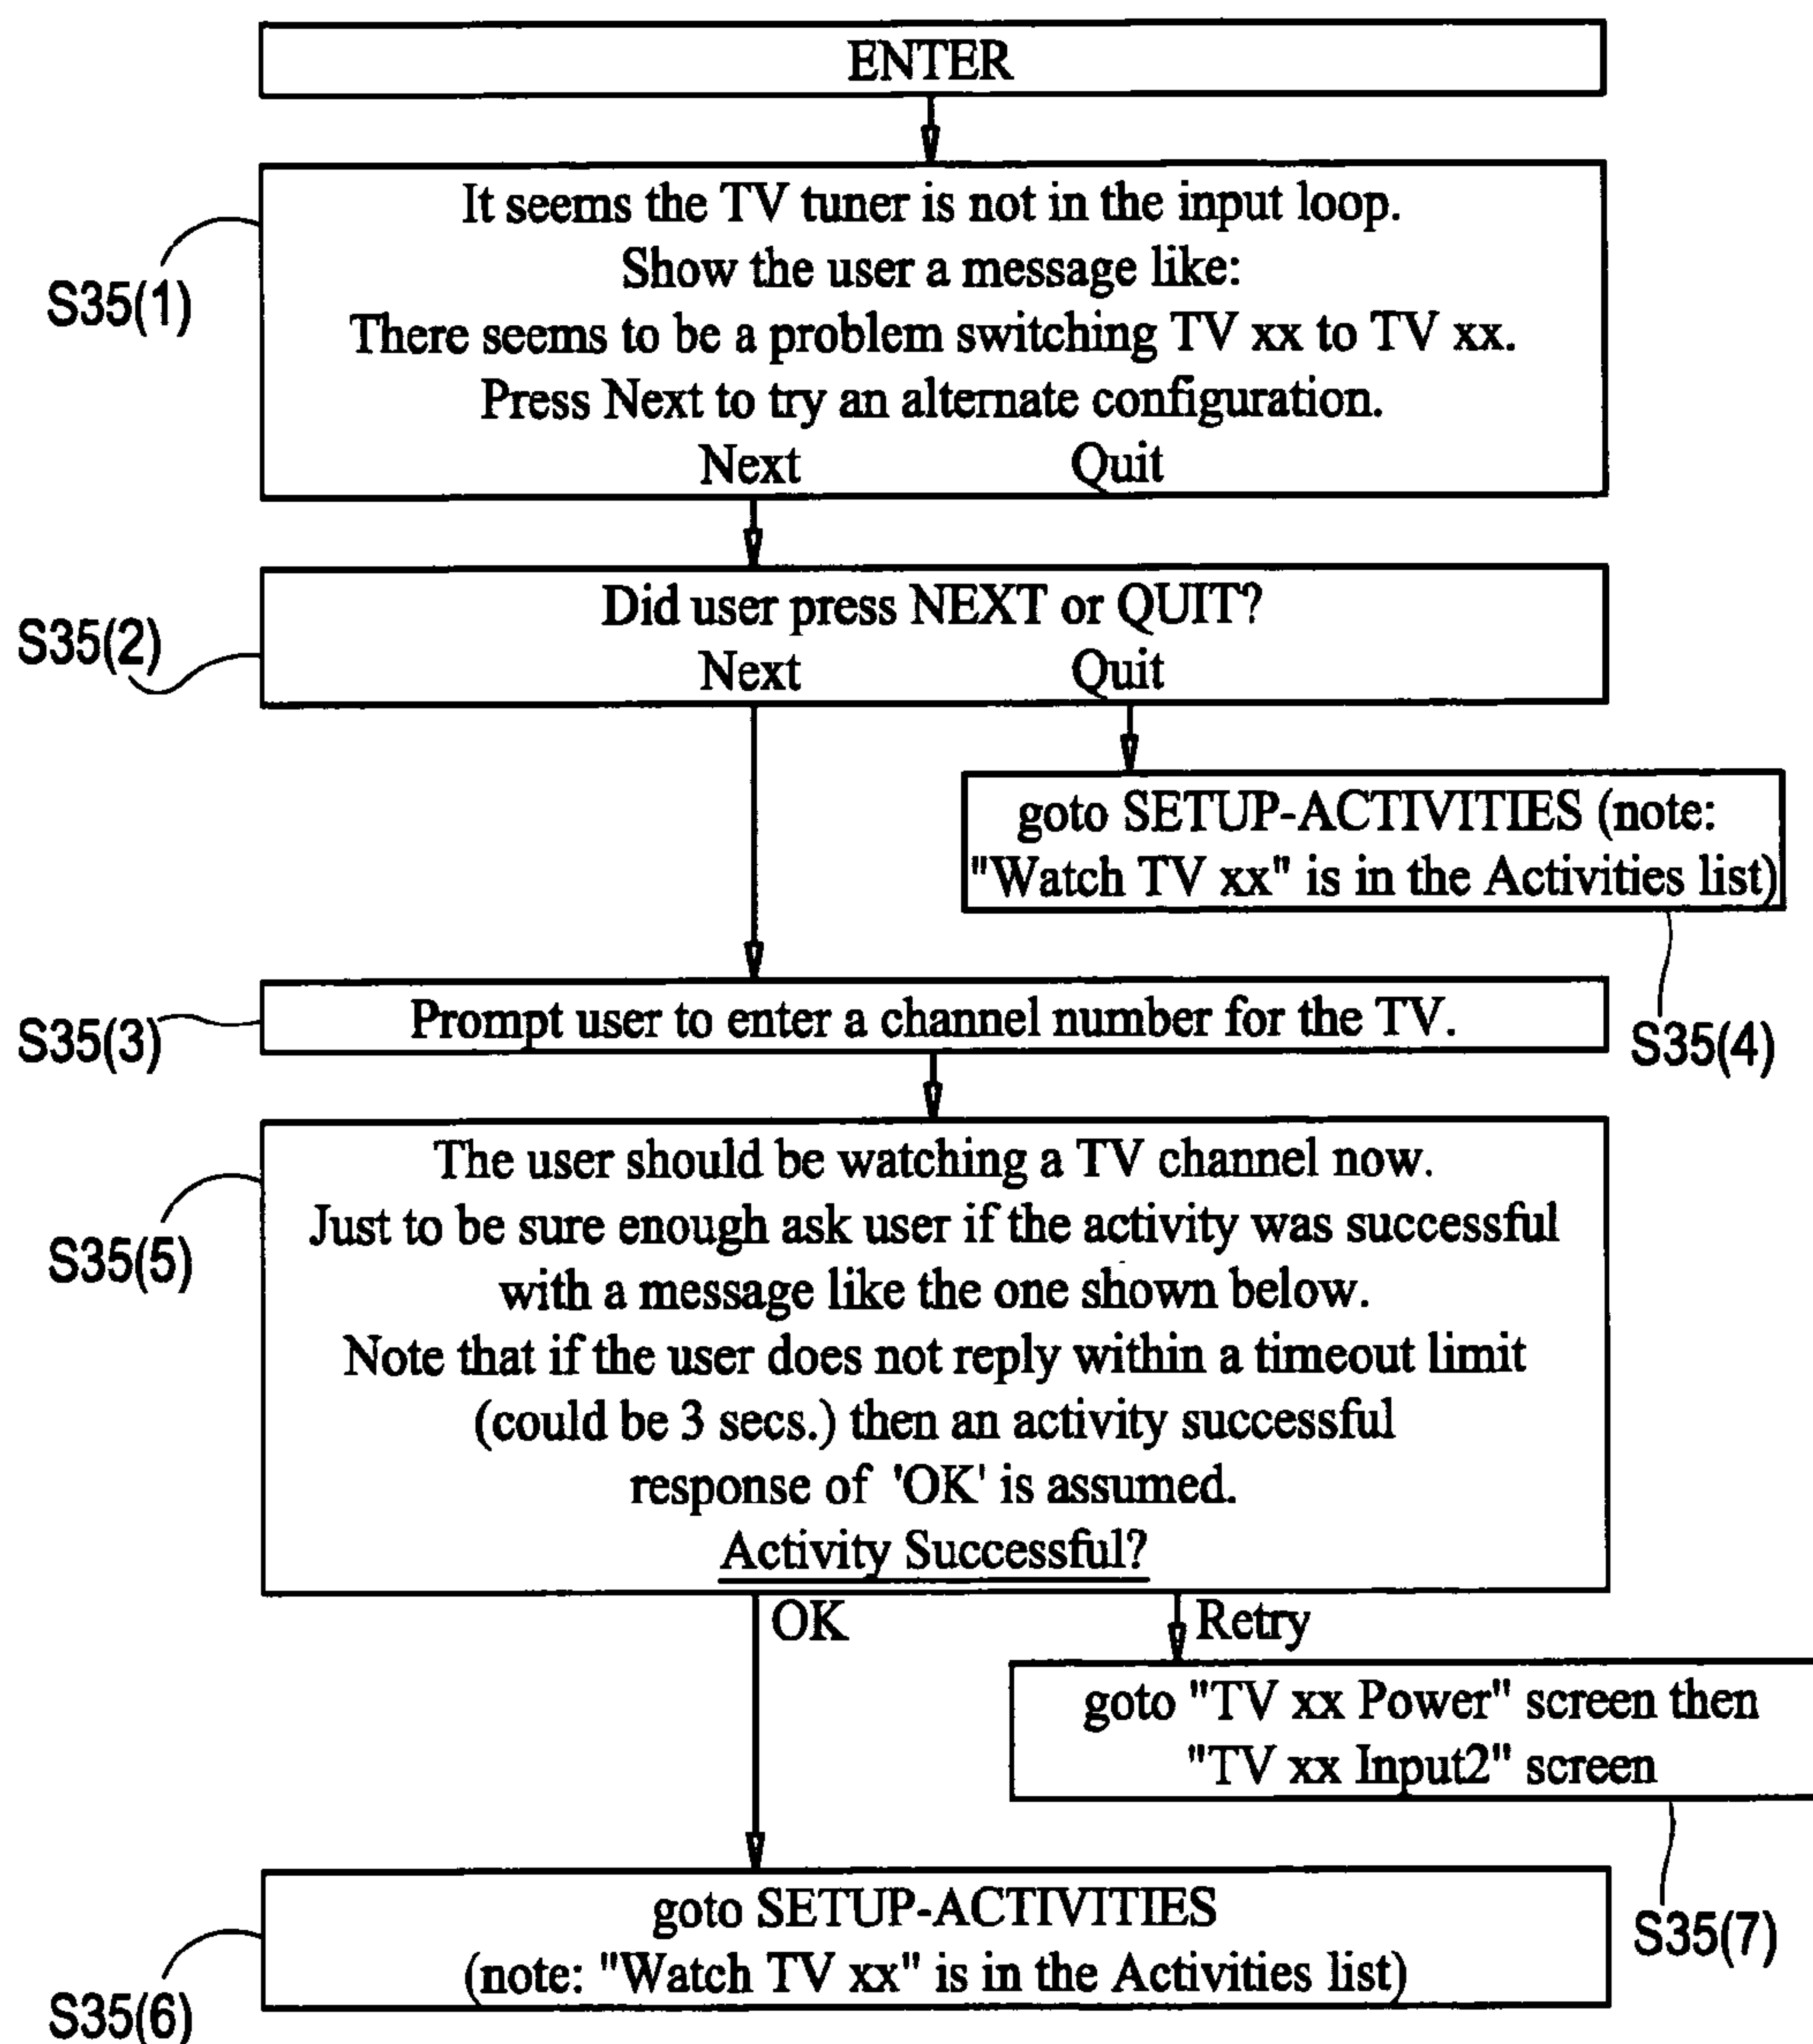 ENTER
It seems the TV tuner is not in the input loop.
Show the user a message like:
There seems to be a problem switching TV xx to TV xx.
Press Next to try an alternate configuration.
Next Quit
S35(1)
Did user press NEXT or QUIT?
Next Quit
S35(2)
goto SETUP-ACTIVITIES (note:
"Watch TV xx" is in the Activities list)
S35(4)
Prompt user to enter a channel number for the TV.
S35(3)
The user should be watching a TV channel now.
Just to be sure enough ask user if the activity was successful
with a message like the one shown below.
Note that if the user does not reply within a timeout limit
(could be 3 secs.) then an activity successful
response of 'OK' is assumed.
Activity Successful?
S35(5)
OK Retry
goto "TV xx Power" screen then
"TV xx Input2" screen
S35(7)
goto SETUP-ACTIVITIES
(note: "Watch TV xx" is in the Activities list)
S35(6)